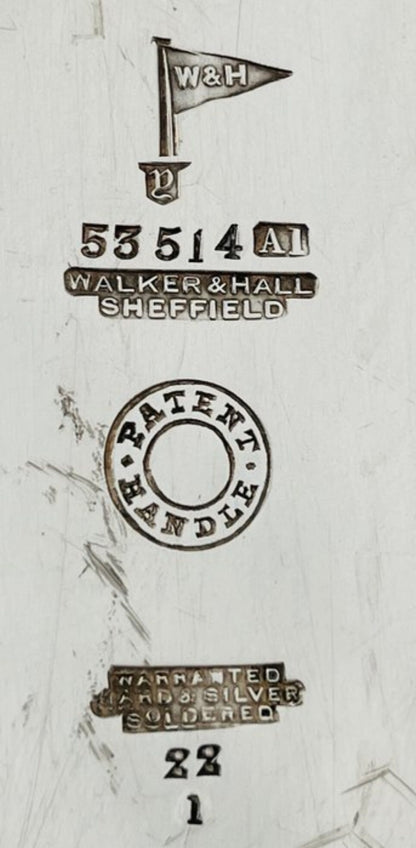 W&H
Y
53514 A1
WALKER & HALL
SHEFFIELD
PATENT
HANDLE
WARRANTED
HARD & SILVER
SOLDERED
22
1